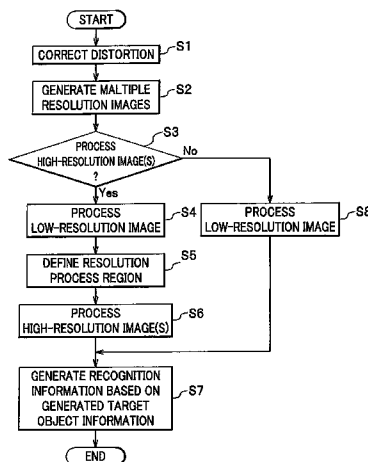 START
CORRECT DISTORTION
S1
GENERATE MALTIPLE
RESOLUTION IMAGES
S2
PROCESS
HIGH-RESOLUTION IMAGE(S)
?
S3
No
Yes
PROCESS
LOW-RESOLUTION IMAGE
S4
PROCESS
LOW-RESOLUTION IMAGE
S8
DEFINE RESOLUTION
PROCESS REGION
S5
PROCESS
HIGH-RESOLUTION IMAGE(S)
S6
GENERATE RECOGNITION
INFORMATION BASED ON
GENERATED TARGET
OBJECT INFORMATION
S7
END